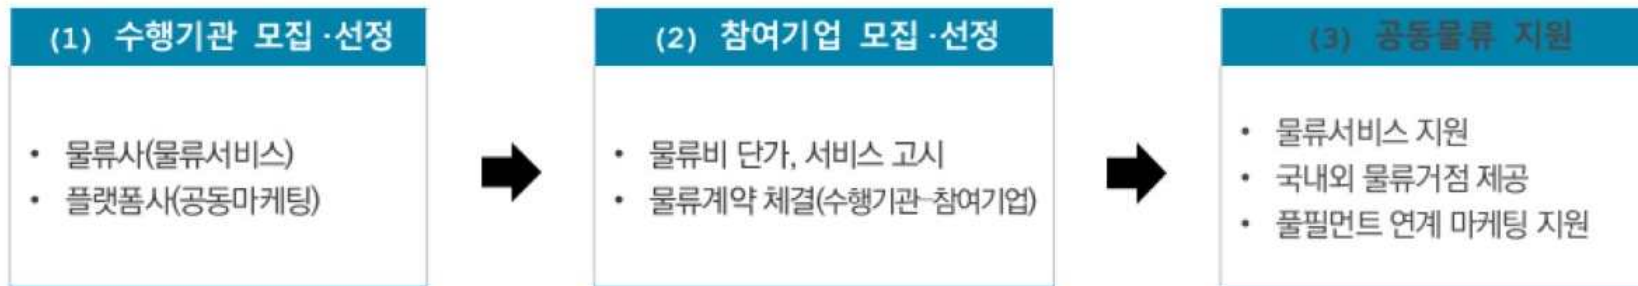 (1) 수행기관 모집·선정
• 물류사(물류서비스)
• 플랫폼사(공동마케팅)
(2) 참여기업 모집·선정
• 물류비 단가, 서비스 고시
• 물류계약 체결(수행기관-참여기업)
(3) 공동물류 지원
• 물류서비스 지원
• 국내외 물류거점 제공
• 풀필먼트 연계 마케팅 지원